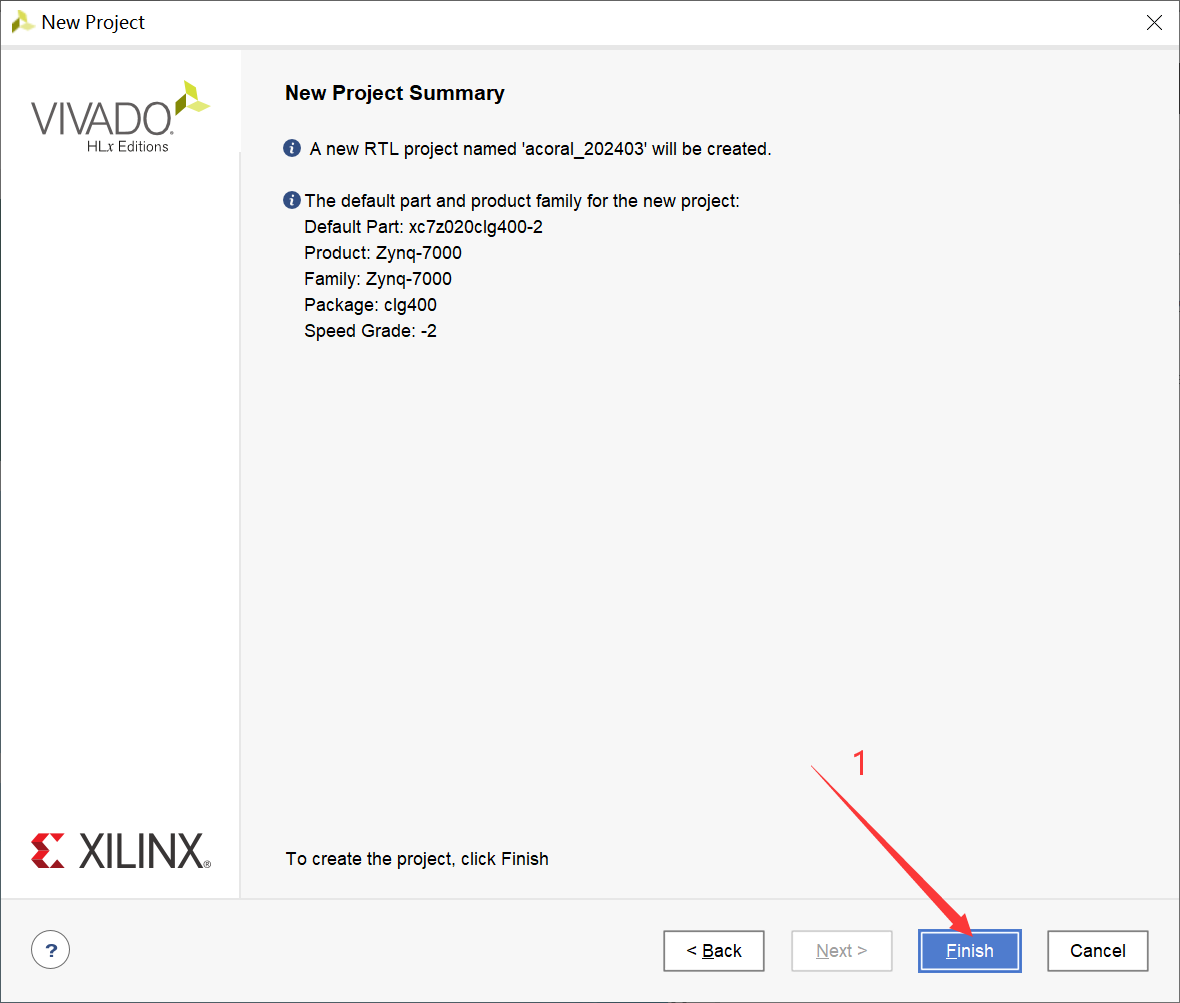 New Project
VIVADO
HLx Editions
New Project Summary
A new RTL project named 'acoral_202403' will be created.
The default part and product family for the new project:
Default Part: xc7z020clg400-2
Product: Zynq-7000
Family: Zynq-7000
Package: clg400
Speed Grade: -2
1
XILINX®
To create the project, click Finish
?
< Back
Next >
Finish
Cancel